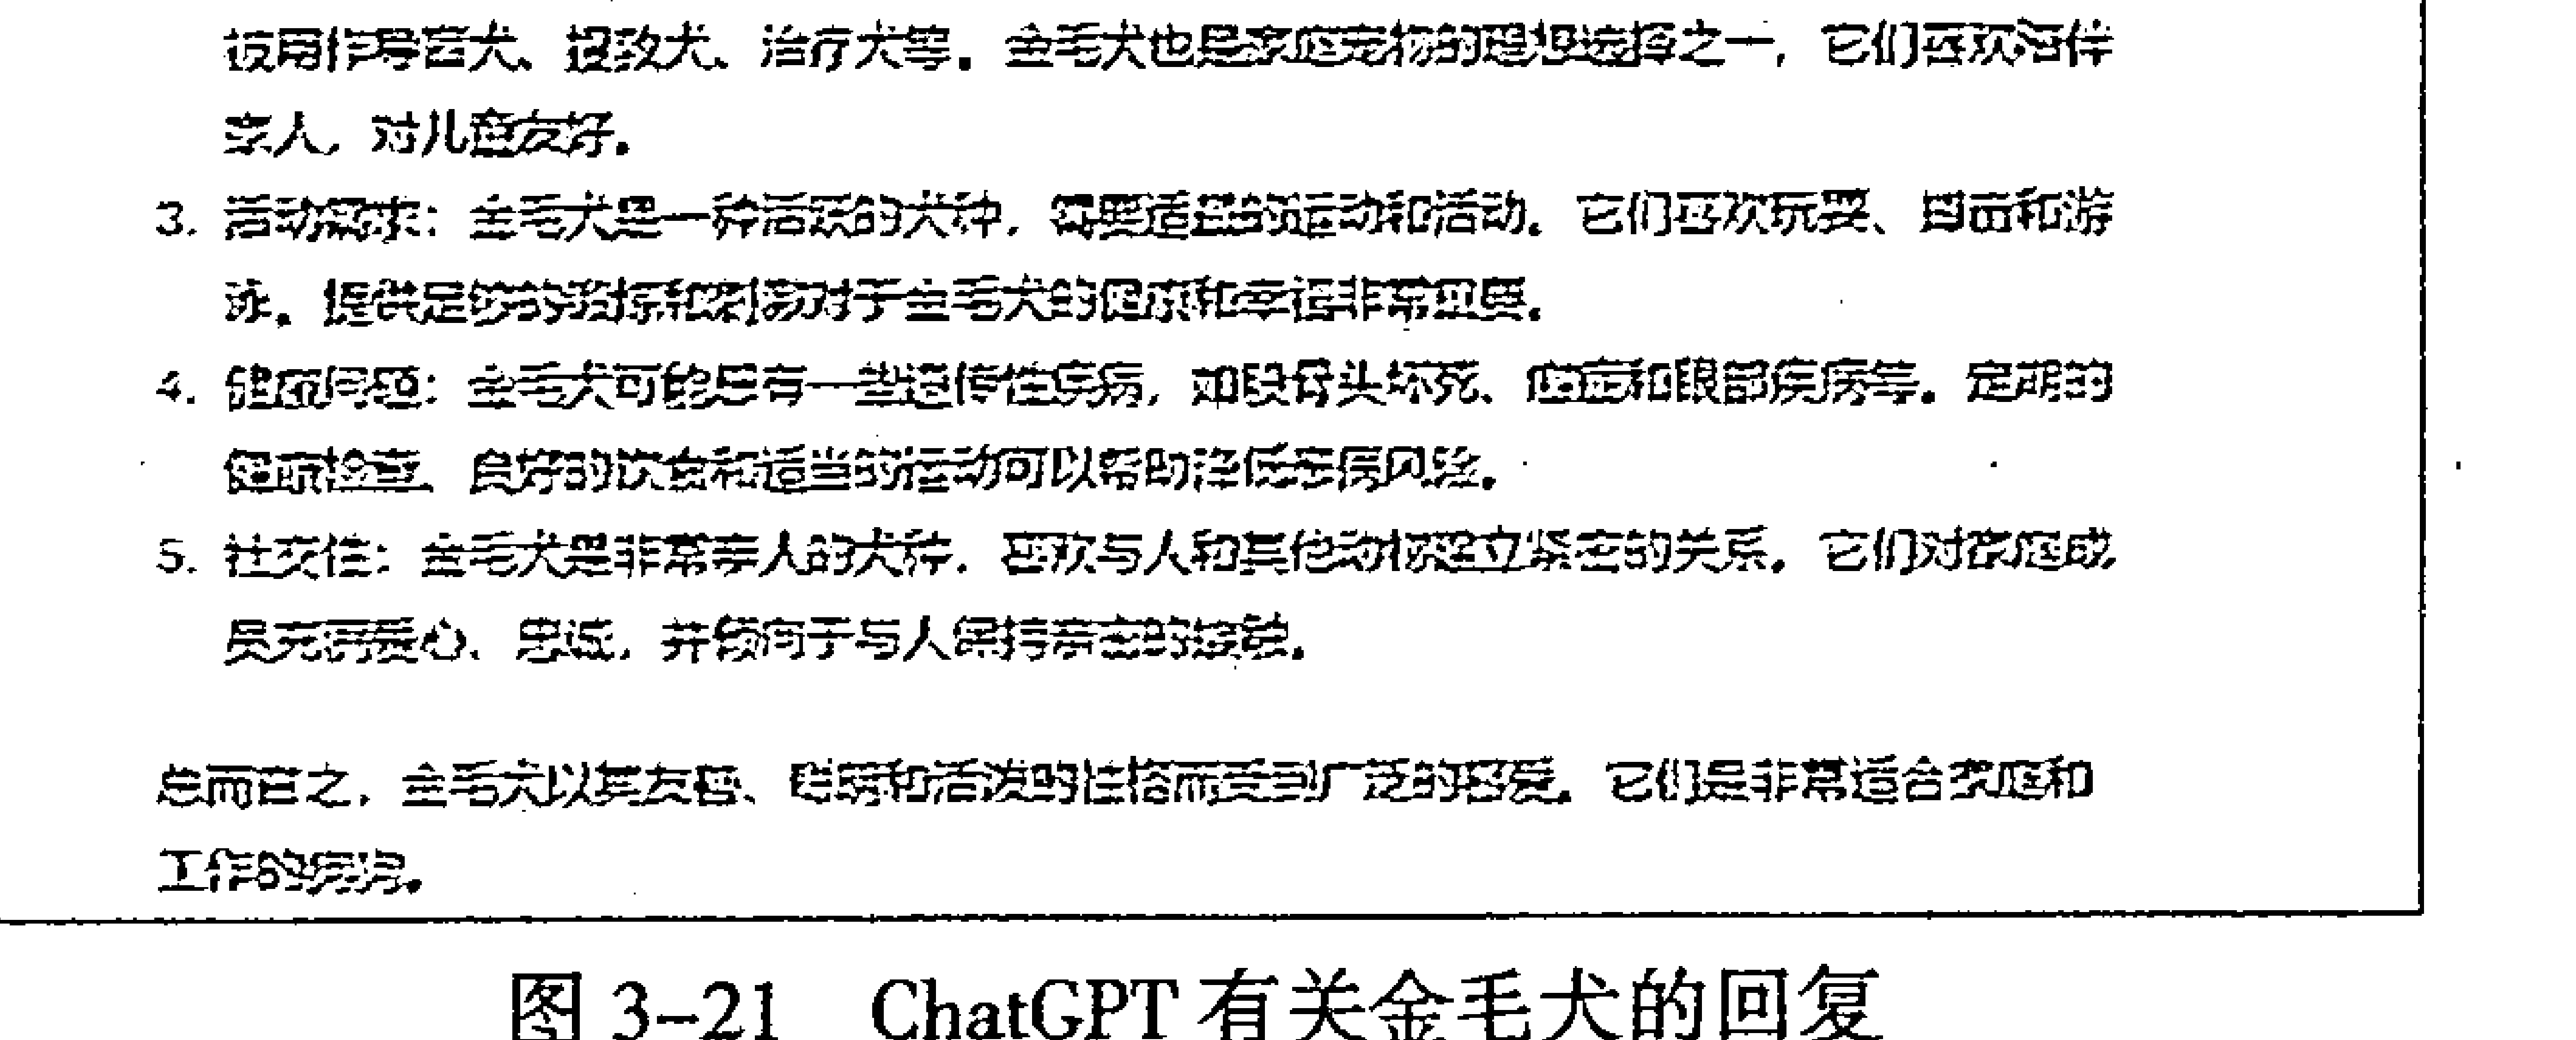 被用作导盲犬、搜救犬、治疗犬等。金毛犬也是家庭宠物的理想选择之一，它们喜欢陪伴
家人，对儿童友好。
3. 活动需求：金毛犬是一种活跃的犬种，需要适量的运动和活动。它们喜欢玩耍、散步和游
泳。提供足够的锻炼和刺激对于金毛犬的健康和幸福非常重要。
4. 健康问题：金毛犬可能患有一些遗传性疾病，如股骨头坏死、癌症和眼部疾病等。定期的
健康检查、良好的饮食和适当的运动可以帮助降低患病风险。
5. 社交性：金毛犬是非常亲人的犬种，喜欢与人和其他动物建立紧密的关系。它们对家庭成
员充满爱心、忠诚，并倾向于与人保持亲密的接触。
总而言之，金毛犬以其友善、聪明和活泼的性格而受到广泛的喜爱。它们是非常适合家庭和
工作的
图 3-21 ChatGPT 有关金毛犬的回复